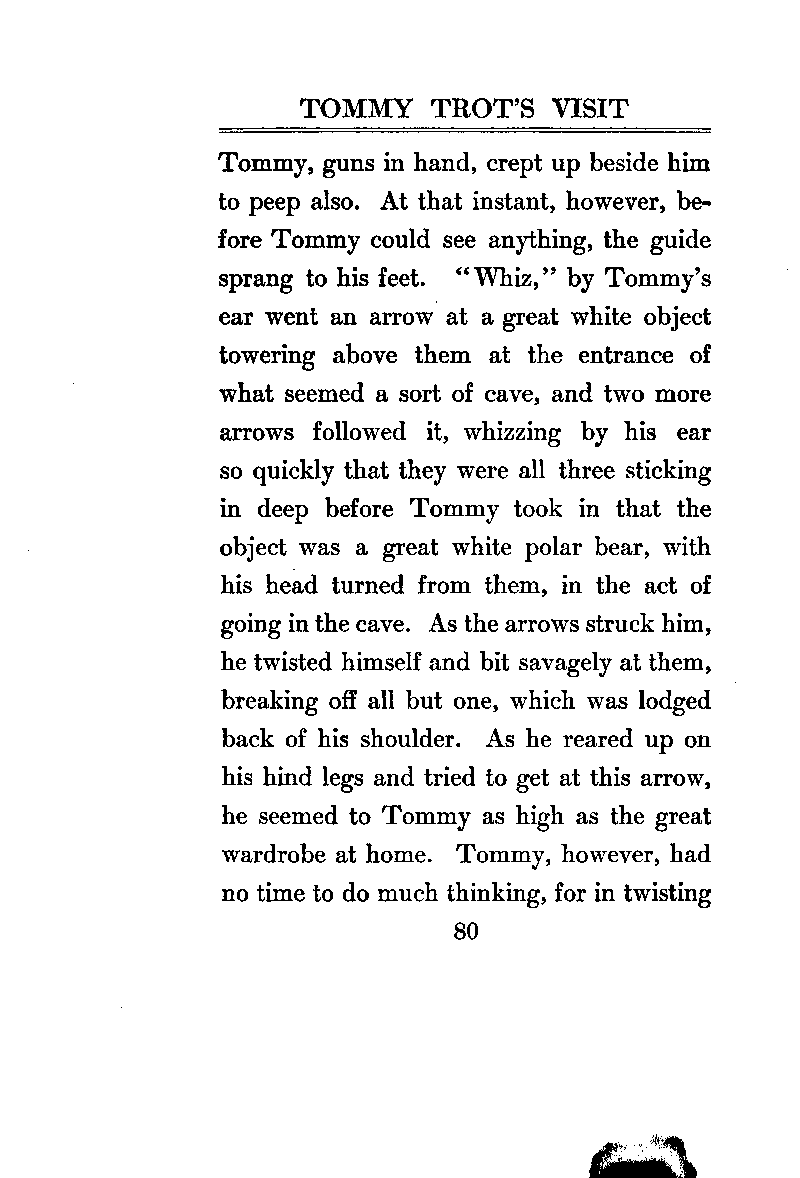 TOMMY TROT'S VISIT
Tommy, guns in hand, crept up beside him
to peep also. At that instant, however, be-
fore Tommy could see anything, the guide
sprang to his feet. "Whiz," by Tommy's
ear went an arrow at a great white object
towering above them at the entrance of
what seemed a sort of cave, and two more
arrows followed it, whizzing by his ear
so quickly that they were all three sticking
in deep before Tommy took in that the
object was a great white polar bear, with
his head turned from them, in the act of
going in the cave. As the arrows struck him,
he twisted himself and bit savagely at them,
breaking off all but one, which was lodged
back of his shoulder. As he reared up on
his hind legs and tried to get at this arrow,
he seemed to Tommy as high as the great
wardrobe at home. Tommy, however, had
no time to do much thinking, for in twisting
80